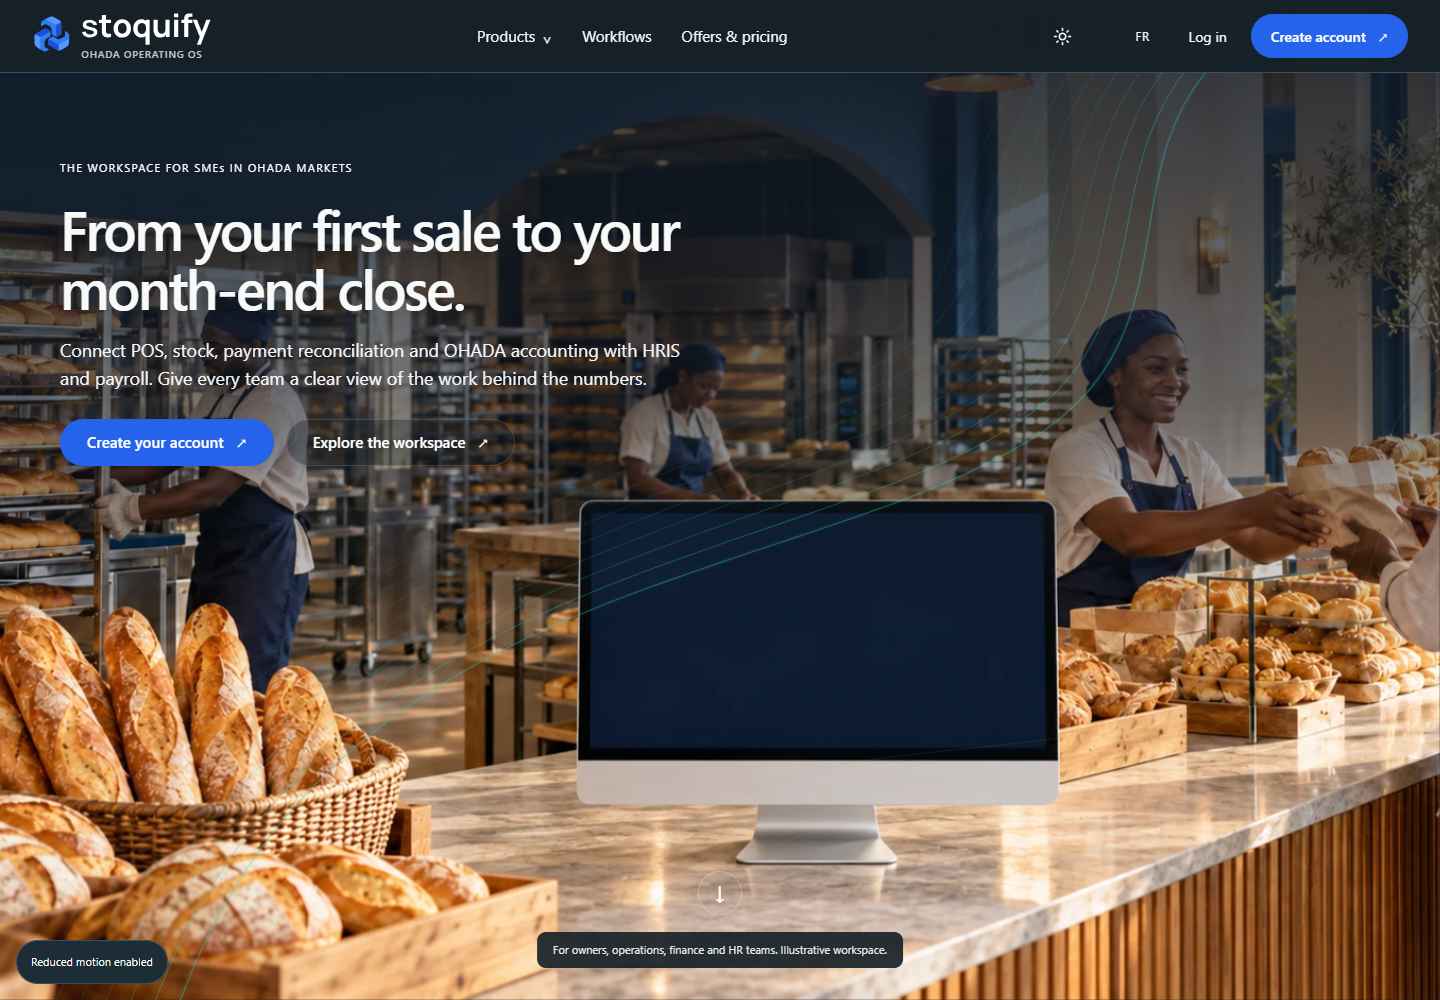 stoquify
OHADA OPERATING OS
Products
Workflows
Offers & pricing
FR
Log in
Create account ↗
THE WORKSPACE FOR SMEs IN OHADA MARKETS
From your first sale to your
month-end close.
Connect POS, stock, payment reconciliation and OHADA accounting with HRIS
and payroll. Give every team a clear view of the work behind the numbers.
Create your account ↗
Explore the workspace ↗
↓
For owners, operations, finance and HR teams. Illustrative workspace.
Reduced motion enabled